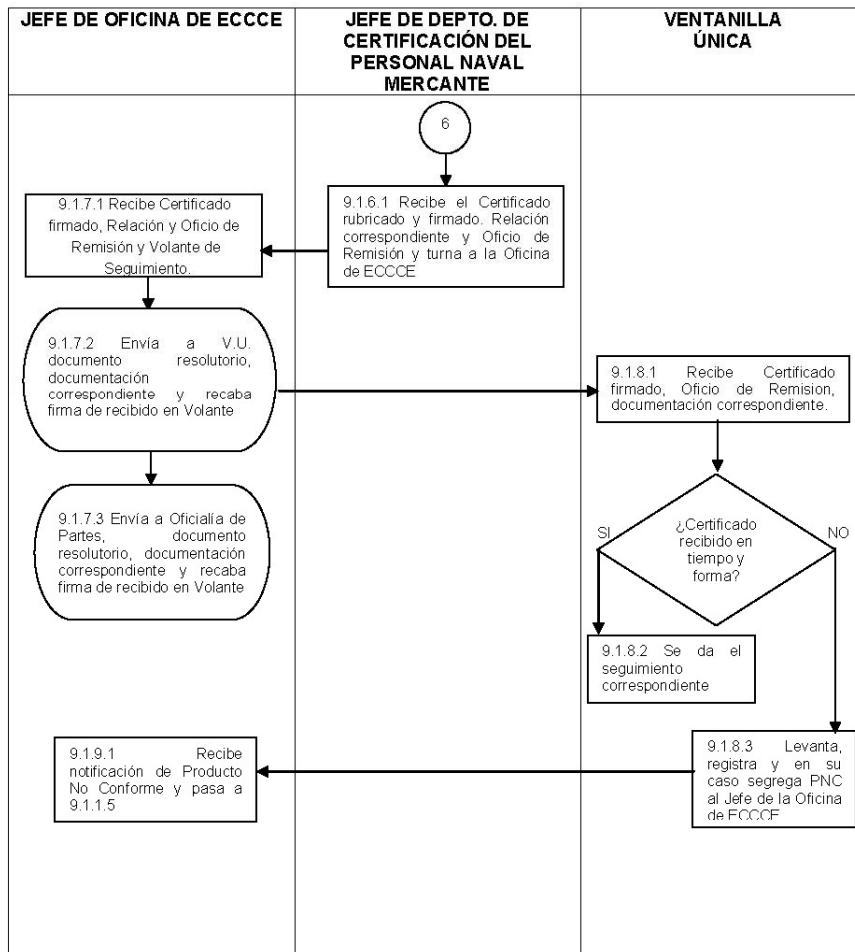 JEFE DE OFICINA DE ECCCE
JEFE DE DEPTO. DE
CERTIFICACIÓN DEL
PERSONAL NAVAL
MERCANTE
VENTANILLA
ÚNICA
6
9.1.6.1 Recibe el Certificado
rubricado y firmado. Relación
correspondiente y Oficio de
Remisión y turna a la Oficina
de ECCCE
9.1.7.1 Recibe Certificado
firmado, Relación y Oficio de
Remisión y Volante de
Seguimiento.
9.1.7.2 Envía a V.U.
documento resolutorio,
documentación
correspondiente y recaba
firma de recibido en Volante
9.1.8.1 Recibe Certificado
firmado, Oficio de Remision,
documentación correspondiente.
9.1.7.3 Envía a Oficialía de
Partes, documento
resolutorio, documentación
correspondiente y recaba
firma de recibido en Volante
¿Certificado
recibido en
tiempo y
forma?
SI
NO
9.1.8.2 Se da el
seguimiento
correspondiente
9.1.8.3 Levanta,
registra y en su
caso segrega PNC
al Jefe de la Oficina
de ECCCE
9.1.9.1 Recibe
notificación de Producto
No Conforme y pasa a
9.1.1.5